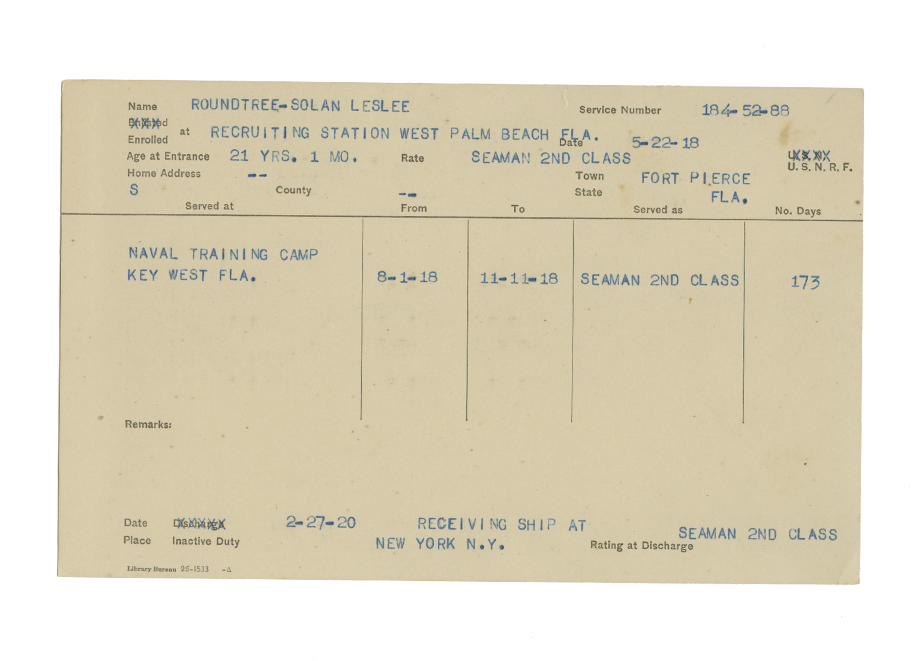 Name ROUNDTREE-SOLAN LESLEE Service Number 184-52-88
Enrolled at RECRUITING STATION WEST PALM BEACH FLA. Date 5-22-18
Age at Entrance 21 YRS. 1 MO. Rate SEAMAN 2ND CLASS U. S. N. R. F.
Home Address -- Town FORT PIERCE
S County -- State FLA.
Served at From To Served as No. Days
NAVAL TRAINING CAMP
KEY WEST FLA. 8-1-18 11-11-18 SEAMAN 2ND CLASS 173
Remarks:
Date 2-27-20 RECEIVING SHIP AT
Place Inactive Duty NEW YORK N.Y. Rating at Discharge SEAMAN 2ND CLASS
Library Bureau 25-1533 -A